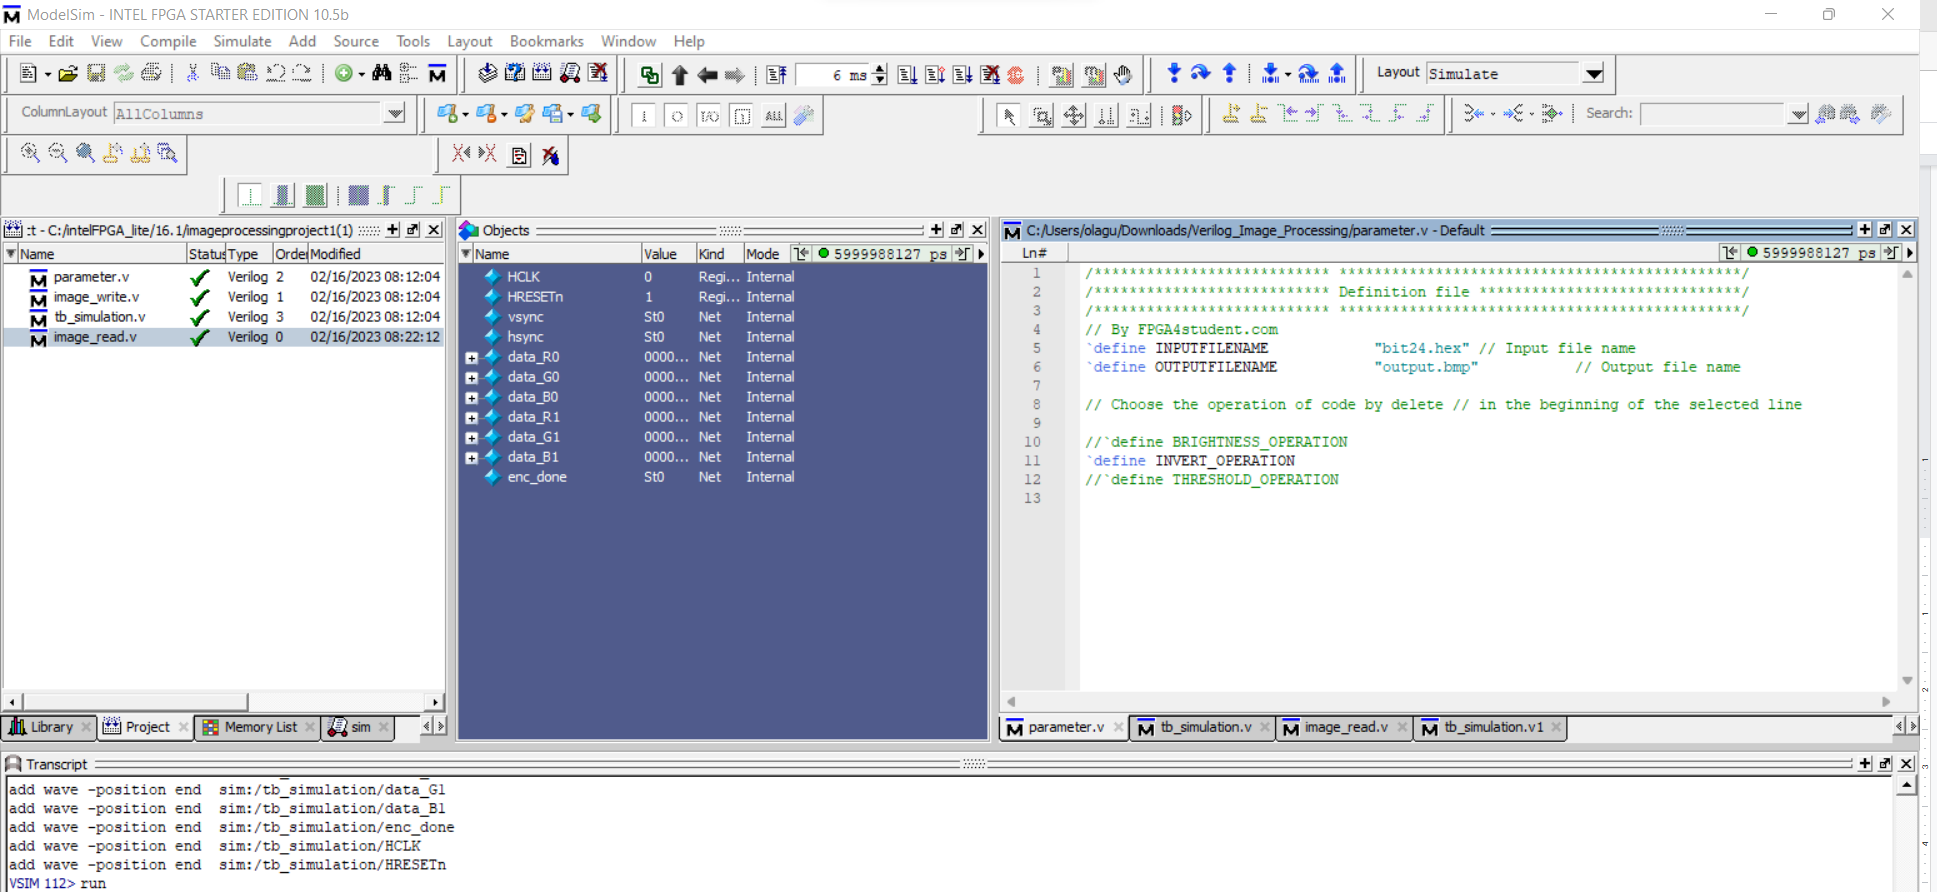 ModelSim - INTEL FPGA STARTER EDITION 10.5b
File Edit View Compile Simulate Add Source Tools Layout Bookmarks Window Help
6 ms
Layout Simulate
ColumnLayout AllColumns
Search:
:t - C:/intelFPGA_lite/16.1/imageprocessingproject1(1)
Name Status Type Order Modified
parameter.v Verilog 2 02/16/2023 08:12:04
image_write.v Verilog 1 02/16/2023 08:12:04
tb_simulation.v Verilog 3 02/16/2023 08:12:04
image_read.v Verilog 0 02/16/2023 08:22:12
Library Project Memory List sim
Objects
Name Value Kind Mode 5999988127 ps
HCLK 0 Regi... Internal
HRESETn 1 Regi... Internal
vsync St0 Net Internal
hsync St0 Net Internal
data_R0 0000... Net Internal
data_G0 0000... Net Internal
data_B0 0000... Net Internal
data_R1 0000... Net Internal
data_G1 0000... Net Internal
data_B1 0000... Net Internal
enc_done St0 Net Internal
C:/Users/olagu/Downloads/Verilog_Image_Processing/parameter.v - Default
Ln# 5999988127 ps
1 /*************************** **********************************************/
2 /*************************** Definition file ******************************/
3 /*************************** **********************************************/
4 // By FPGA4student.com
5 `define INPUTFILENAME "bit24.hex" // Input file name
6 `define OUTPUTFILENAME "output.bmp" // Output file name
7
8 // Choose the operation of code by delete // in the beginning of the selected line
9
10 //`define BRIGHTNESS_OPERATION
11 `define INVERT_OPERATION
12 //`define THRESHOLD_OPERATION
13
parameter.v tb_simulation.v image_read.v tb_simulation.v1
Transcript
add wave -position end sim:/tb_simulation/data_G1
add wave -position end sim:/tb_simulation/data_B1
add wave -position end sim:/tb_simulation/enc_done
add wave -position end sim:/tb_simulation/HCLK
add wave -position end sim:/tb_simulation/HRESETn
VSIM 112> run